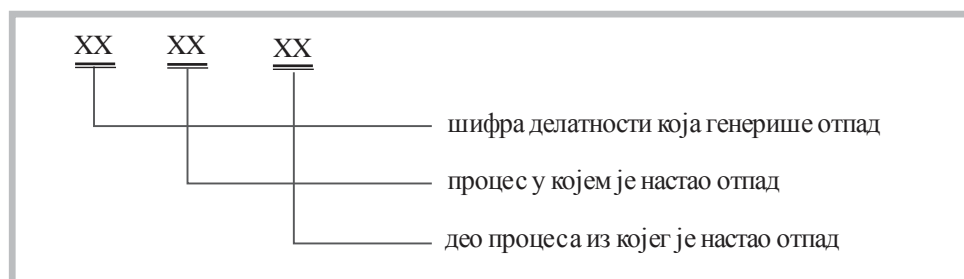 XX XX XX
шифра делатности која генерише отпад
процес у којем је настао отпад
део процеса из којег је настао отпад